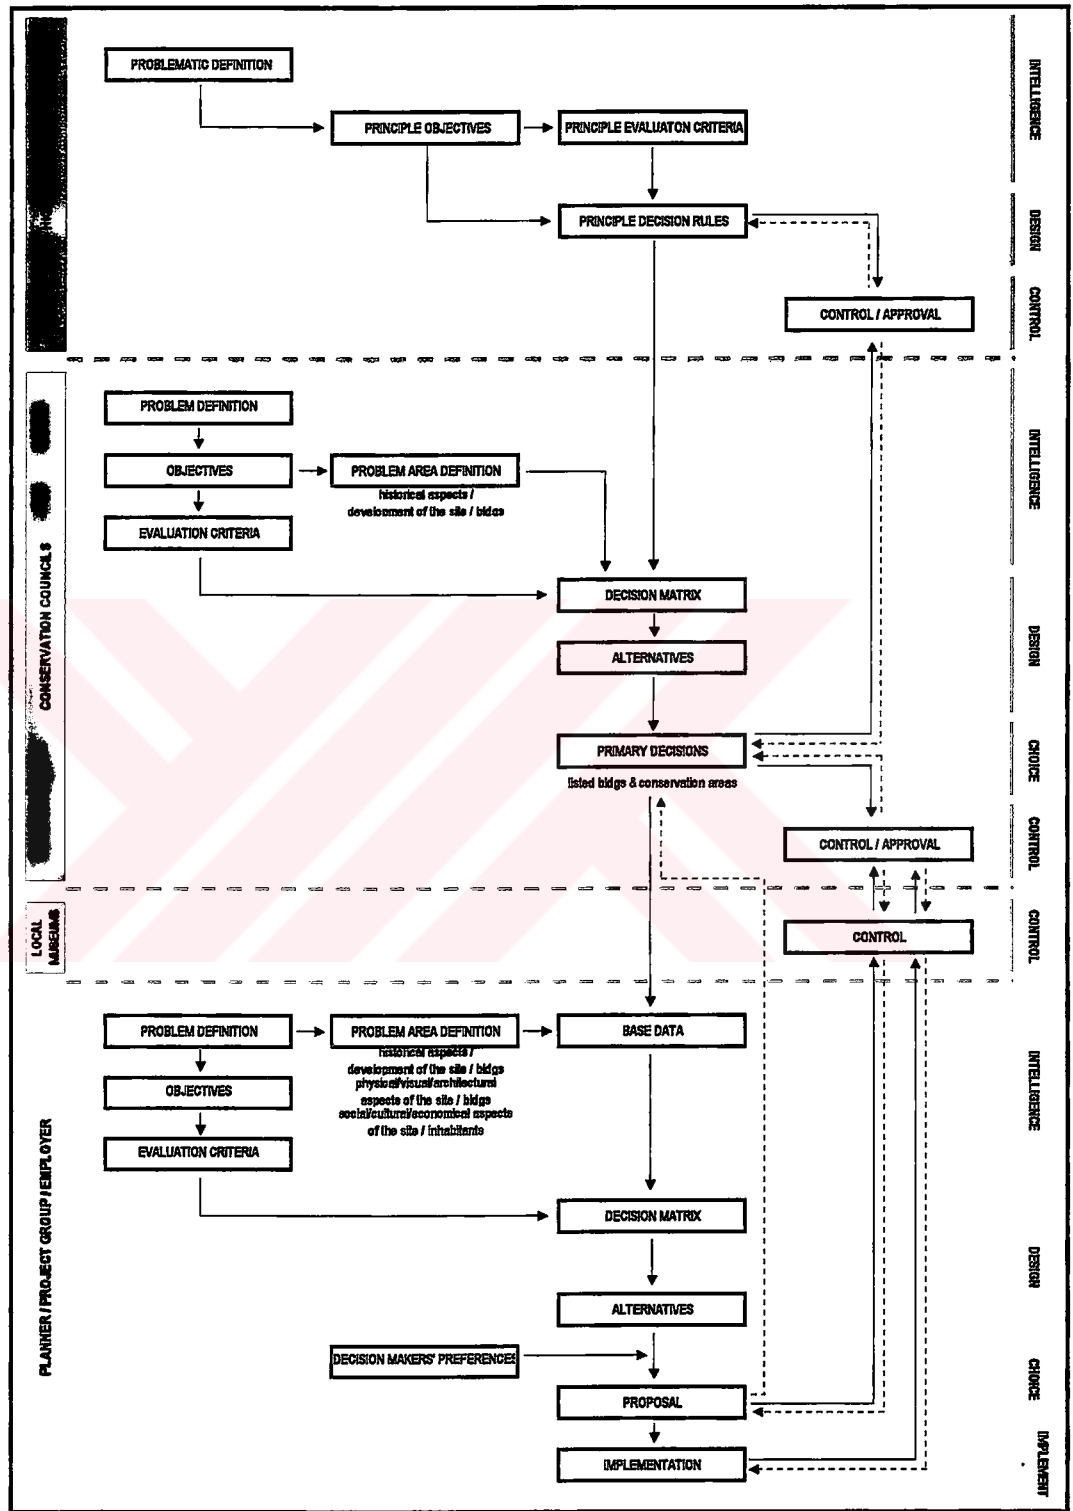 PROBLEMATIC DEFINITION
PRINCIPLE OBJECTIVES
PRINCIPLE EVALUATON CRITERIA
PRINCIPLE DECISION RULES
CONTROL / APPROVAL
INTELLIGENCE
DESIGN
CONTROL
CONSERVATION COUNCILS
PROBLEM DEFINITION
OBJECTIVES
PROBLEM AREA DEFINITION
historical aspects /
development of the site / bldgs
EVALUATION CRITERIA
DECISION MATRIX
ALTERNATIVES
PRIMARY DECISIONS
listed bldgs & conservation areas
CONTROL / APPROVAL
INTELLIGENCE
DESIGN
CHOICE
CONTROL
LOCAL
MUSEUMS
CONTROL
CONTROL
PLANNER / PROJECT GROUP / EMPLOYER
PROBLEM DEFINITION
PROBLEM AREA DEFINITION
historical aspects /
development of the site / bldgs
physical/visual/architectural
aspects of the site / bldgs
social/cultural/economical aspects
of the site / inhabitants
BASE DATA
OBJECTIVES
EVALUATION CRITERIA
DECISION MATRIX
ALTERNATIVES
DECISION MAKERS' PREFERENCES
PROPOSAL
IMPLEMENTATION
INTELLIGENCE
DESIGN
CHOICE
IMPLEMENT